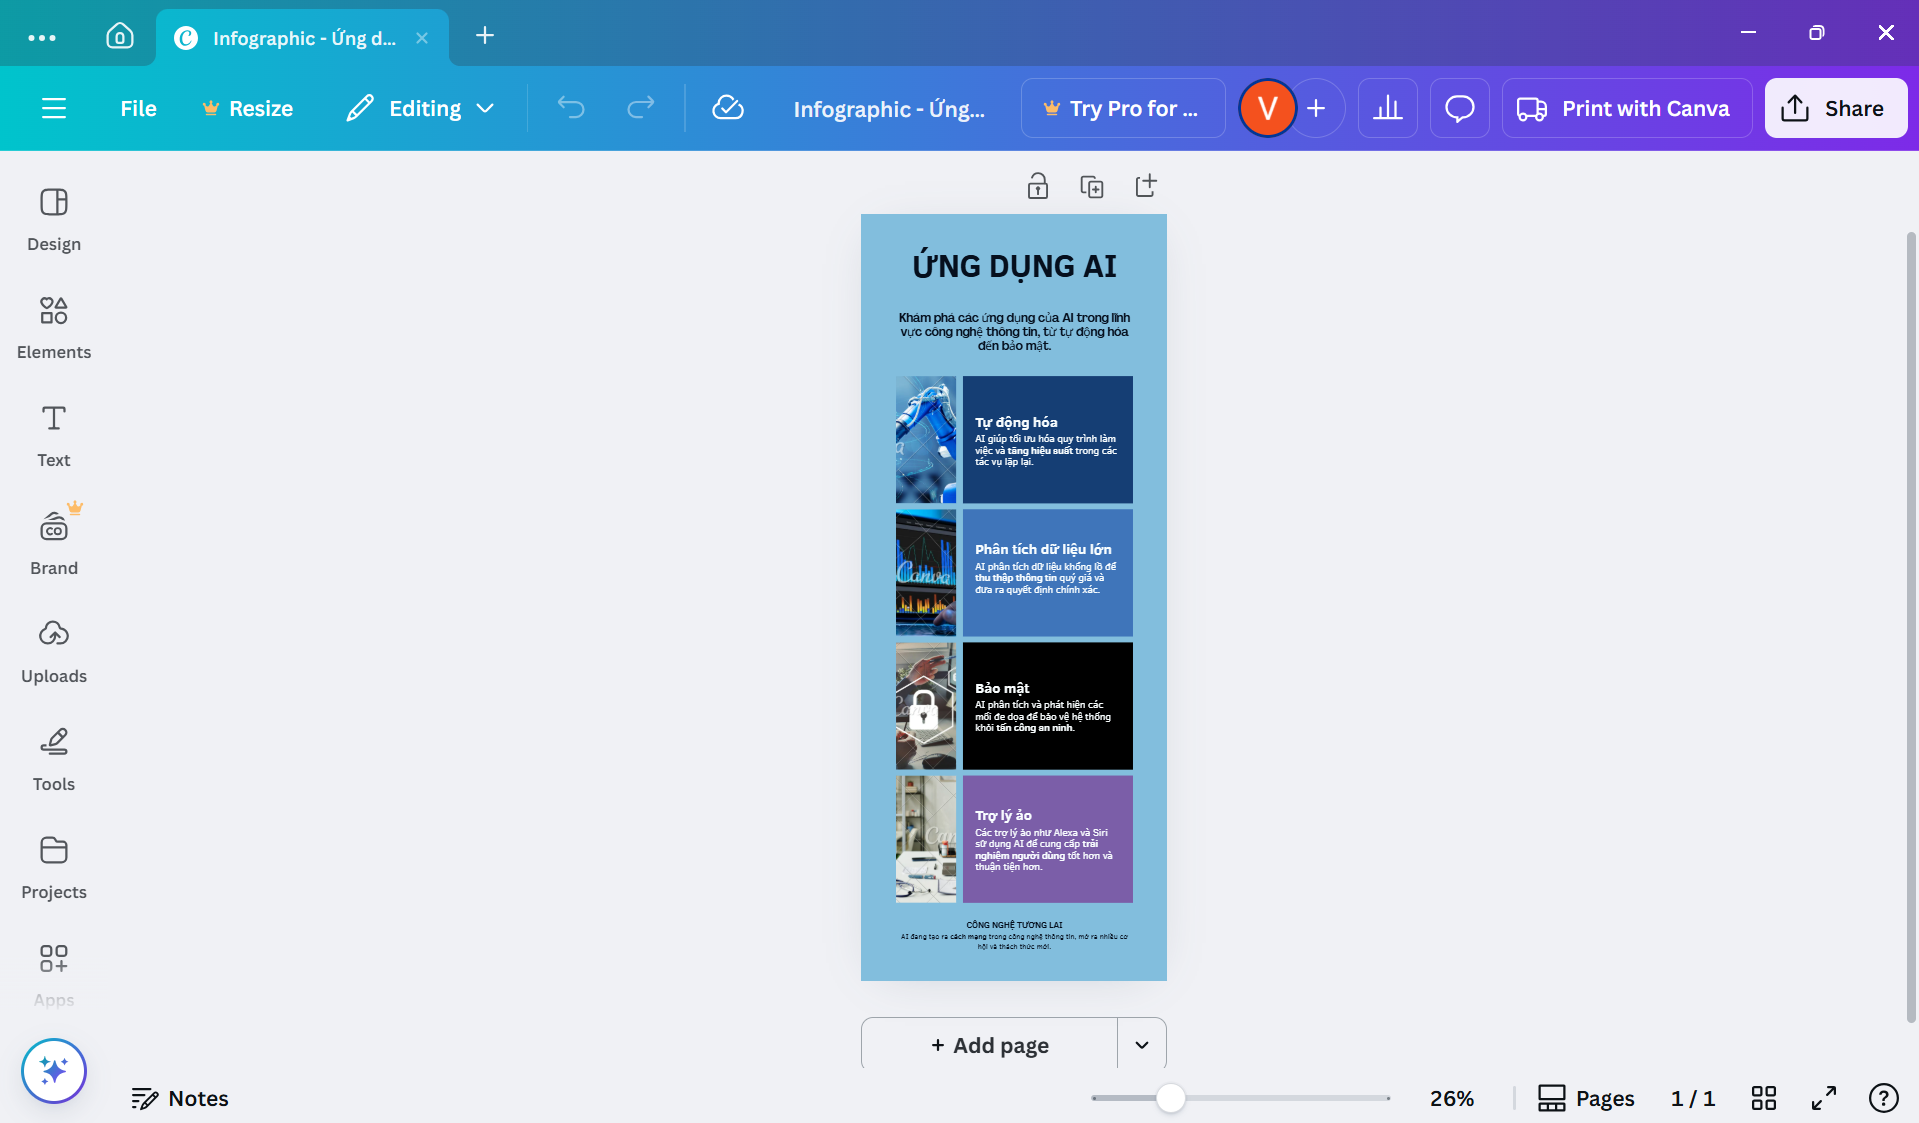 Infographic - Ứng d...
File
Resize
Editing
Infographic - Ứng...
Try Pro for ...
V
Print with Canva
Share
Design
Elements
Text
CO
Brand
Uploads
Tools
Projects
Apps
ỨNG DỤNG AI
Khám phá các ứng dụng của AI trong lĩnh
vực công nghệ thông tin, từ tự động hóa
đến bảo mật.
Tự động hóa
AI giúp tối ưu hóa quy trình làm
việc và tăng hiệu suất trong các
tác vụ lặp lại.
Canva
Phân tích dữ liệu lớn
AI phân tích dữ liệu khổng lồ để
thu thập thông tin quý giá và
đưa ra quyết định chính xác.
Bảo mật
AI phân tích và phát hiện các
mối đe dọa để bảo vệ hệ thống
khỏi tấn công an ninh.
Trợ lý ảo
Các trợ lý ảo như Alexa và Siri
sử dụng AI để cung cấp trải
nghiệm người dùng tốt hơn và
thuận tiện hơn.
CÔNG NGHỆ TƯƠNG LAI
AI đang tạo ra cách mạng trong công nghệ thông tin, mở ra nhiều cơ
hội và thách thức mới.
+ Add page
Notes
26%
Pages
1 / 1